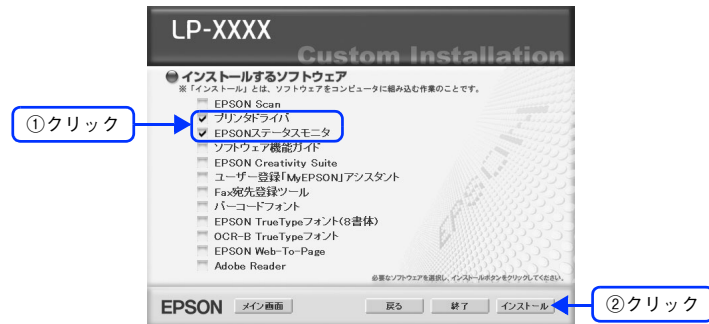 LP-XXXX
Custom Installation
インストールするソフトウェア
※「インストール」とは、ソフトウェアをコンピュータに組み込む作業のことです。
EPSON Scan
①クリック
プリンタドライバ
EPSONステータスモニタ
ソフトウェア機能ガイド
EPSON Creativity Suite
ユーザー登録「MyEPSON」アシスタント
Fax宛先登録ツール
バーコードフォント
EPSON TrueTypeフォント(8書体)
OCR-B TrueTypeフォント
EPSON Web-To-Page
Adobe Reader
EPSON
必要なソフトウェアを選択し、インストールボタンをクリックしてください。
EPSON メイン画面 戻る 終了 インストール
②クリック